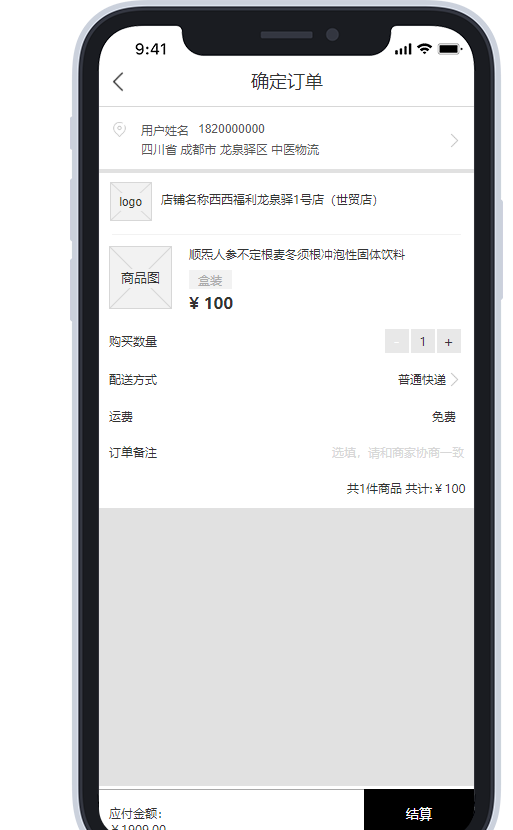 9:41
确定订单
用户姓名 1820000000
四川省 成都市 龙泉驿区 中医物流
logo
店铺名称西西福利龙泉驿1号店（世贸店）
商品图
顺炁人参不定根麦冬须根冲泡性固体饮料
盒装
¥ 100
购买数量 - 1 +
配送方式 普通快递
运费 免费
订单备注 选填，请和商家协商一致
共1件商品 共计: ¥ 100
应付金额:
结算
¥ 1909.00